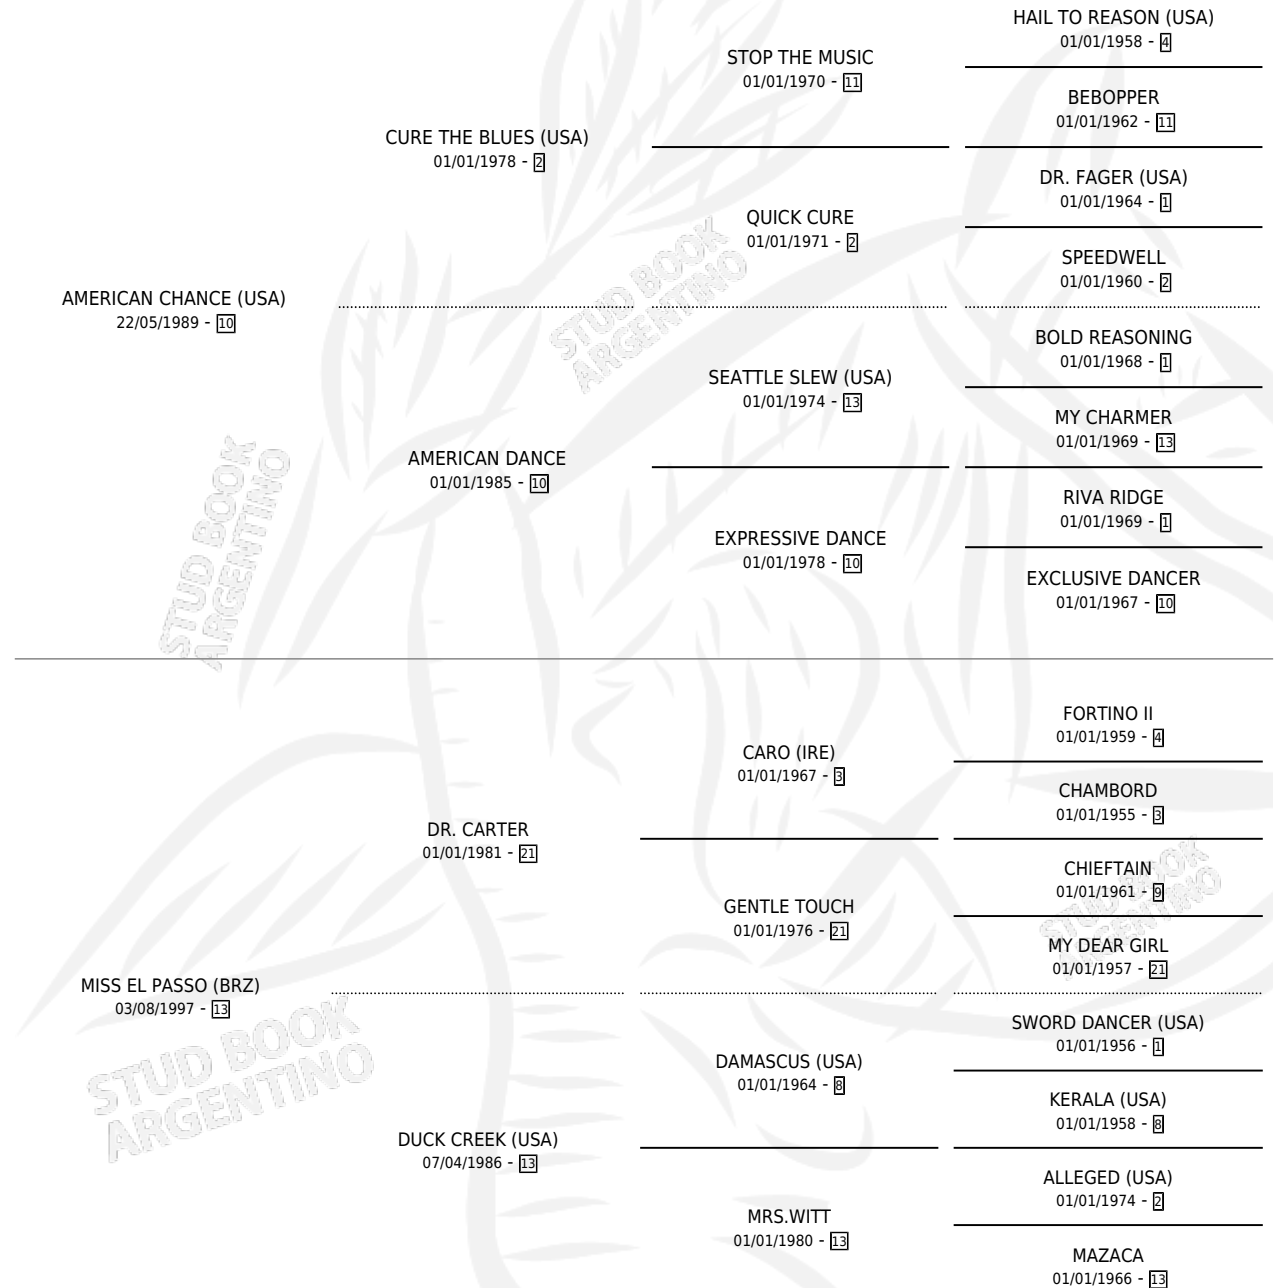 HAIL TO REASON (USA)
01/01/1958 - 4
STOP THE MUSIC
01/01/1970 - 11
BEBOPPER
01/01/1962 - 11
CURE THE BLUES (USA)
01/01/1978 - 2
DR. FAGER (USA)
01/01/1964 - 1
QUICK CURE
01/01/1971 - 2
SPEEDWELL
01/01/1960 - 2
AMERICAN CHANCE (USA)
22/05/1989 - 10
BOLD REASONING
01/01/1968 - 1
SEATTLE SLEW (USA)
01/01/1974 - 13
MY CHARMER
01/01/1969 - 13
AMERICAN DANCE
01/01/1985 - 10
RIVA RIDGE
01/01/1969 - 1
EXPRESSIVE DANCE
01/01/1978 - 10
EXCLUSIVE DANCER
01/01/1967 - 10
STUD BOOK
ARGENTINO
STUD BOOK
ARGENTINO
FORTINO II
01/01/1959 - 4
CARO (IRE)
01/01/1967 - 3
CHAMBORD
01/01/1955 - 3
DR. CARTER
01/01/1981 - 21
CHIEFTAIN
01/01/1961 - 9
GENTLE TOUCH
01/01/1976 - 21
MY DEAR GIRL
01/01/1957 - 21
STUD BOOK
ARGENTINO
MISS EL PASSO (BRZ)
03/08/1997 - 13
SWORD DANCER (USA)
01/01/1956 - 1
DAMASCUS (USA)
01/01/1964 - 8
KERALA (USA)
01/01/1958 - 8
STUD BOOK
ARGENTINO
DUCK CREEK (USA)
07/04/1986 - 13
ALLEGED (USA)
01/01/1974 - 2
MRS.WITT
01/01/1980 - 13
MAZACA
01/01/1966 - 13